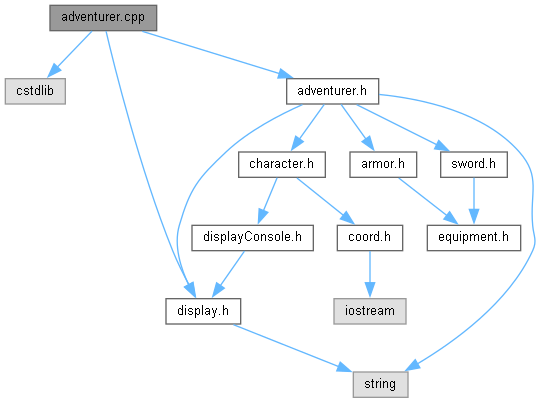 adventurer.cpp
cstdlib
adventurer.h
character.h
armor.h
sword.h
displayConsole.h
coord.h
equipment.h
display.h
iostream
string